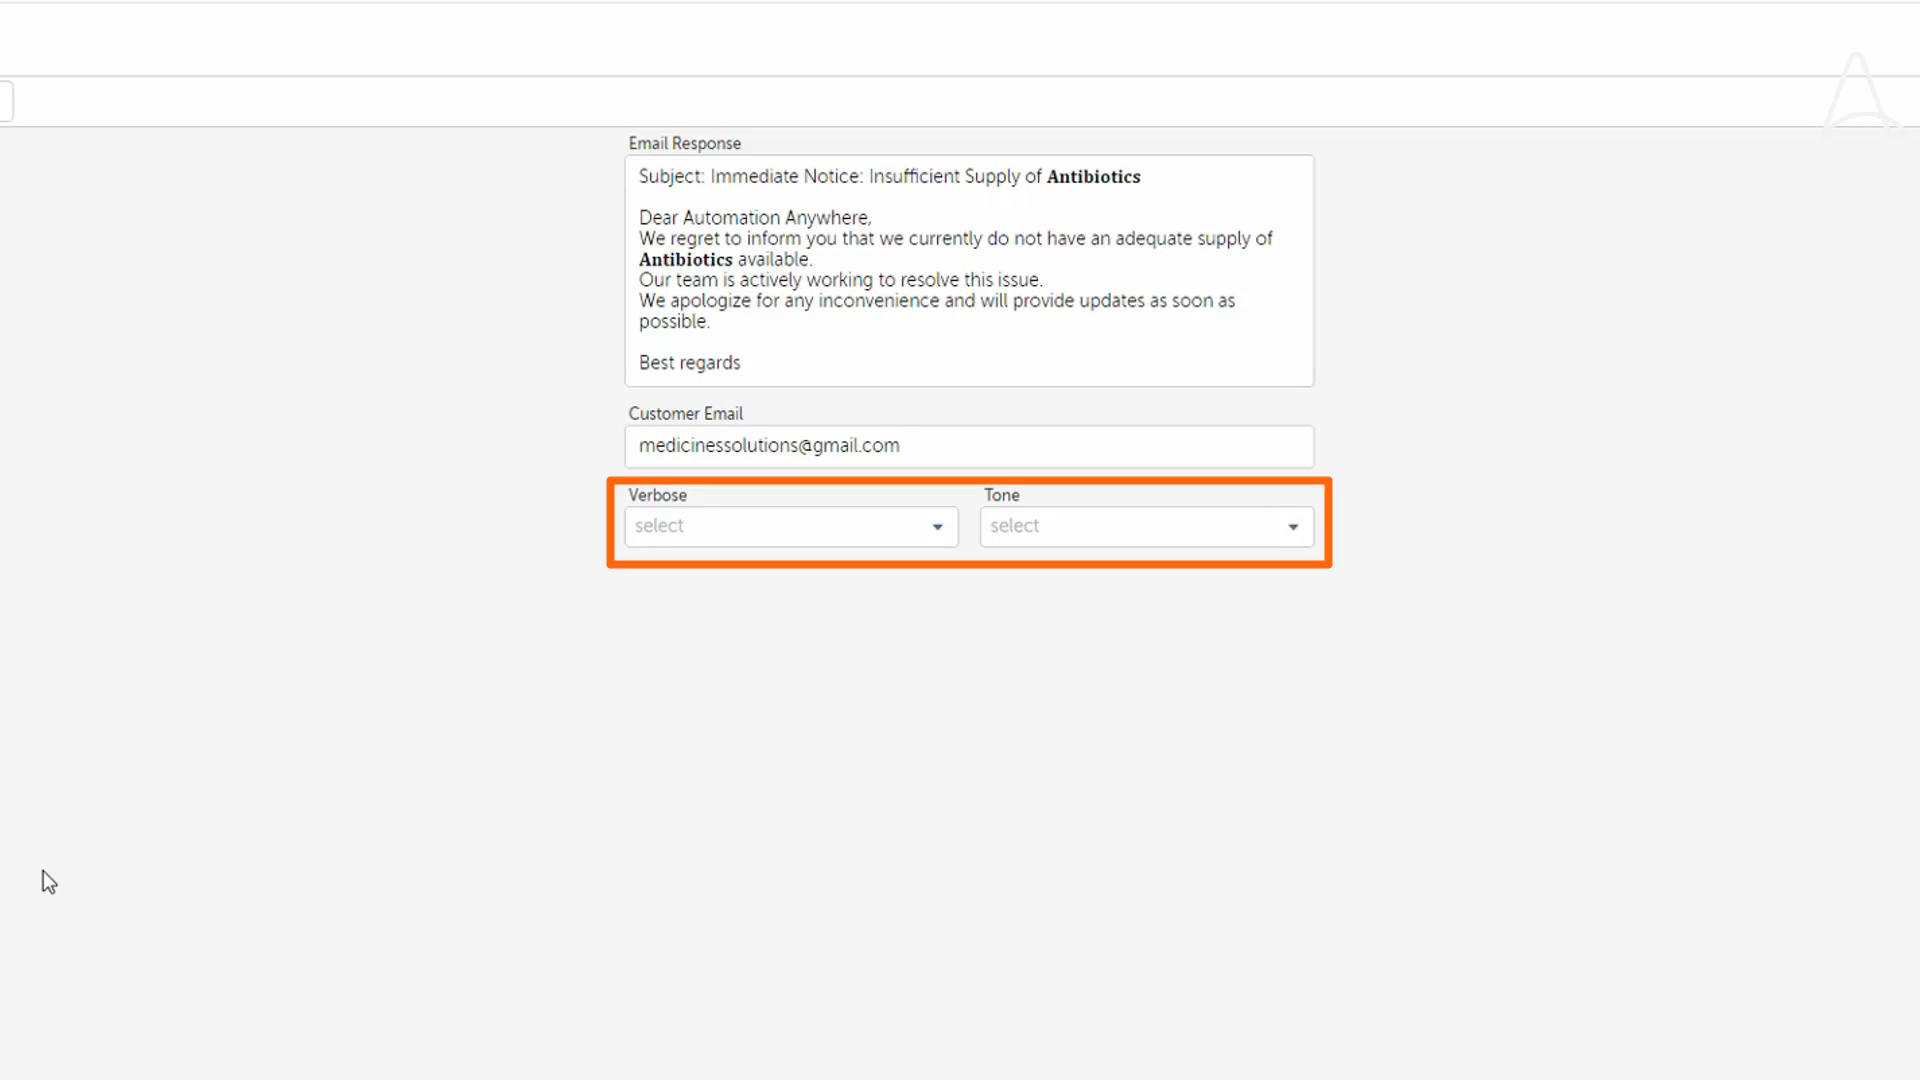 Email Response
Subject: Immediate Notice: Insufficient Supply of Antibiotics
Dear Automation Anywhere,
We regret to inform you that we currently do not have an adequate supply of
Antibiotics available.
Our team is actively working to resolve this issue.
We apologize for any inconvenience and will provide updates as soon as
possible.
Best regards
Customer Email
medicinessolutions@gmail.com
Verbose
Tone
select
select